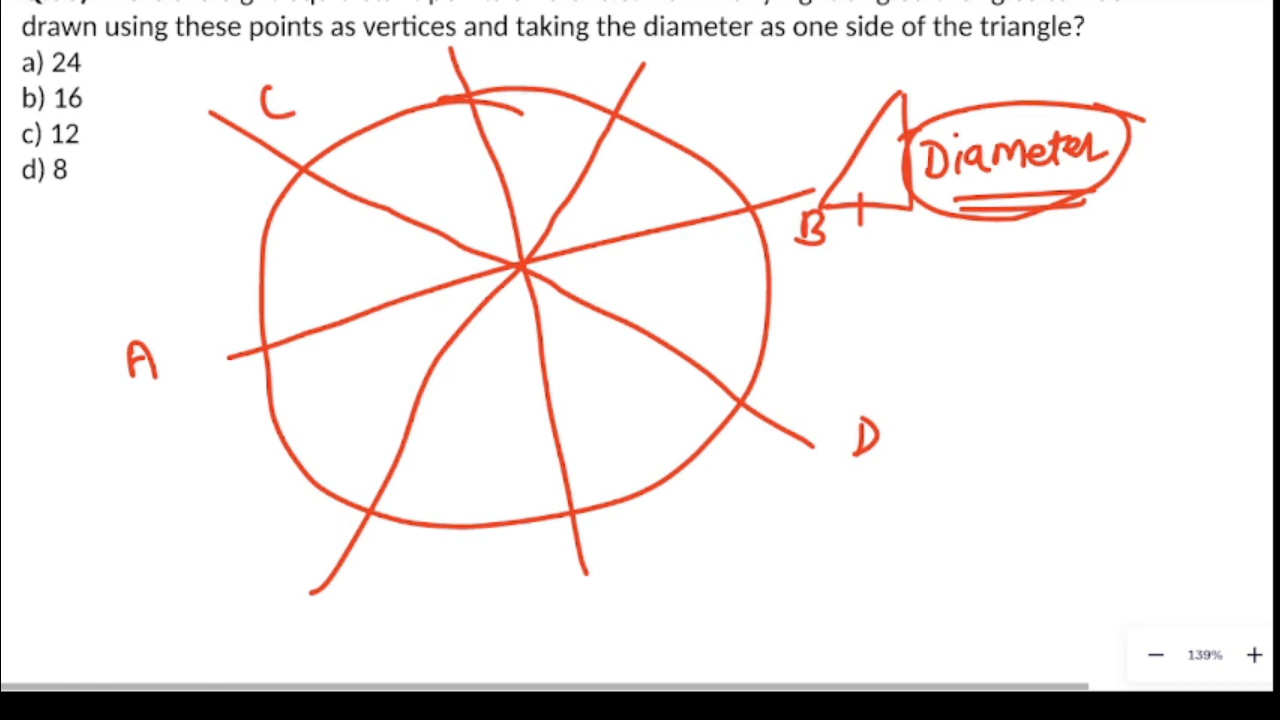 drawn using these points as vertices and taking the diameter as one side of the triangle?
a) 24
b) 16
c) 12
d) 8
C
Diameter
B
A
D
139%